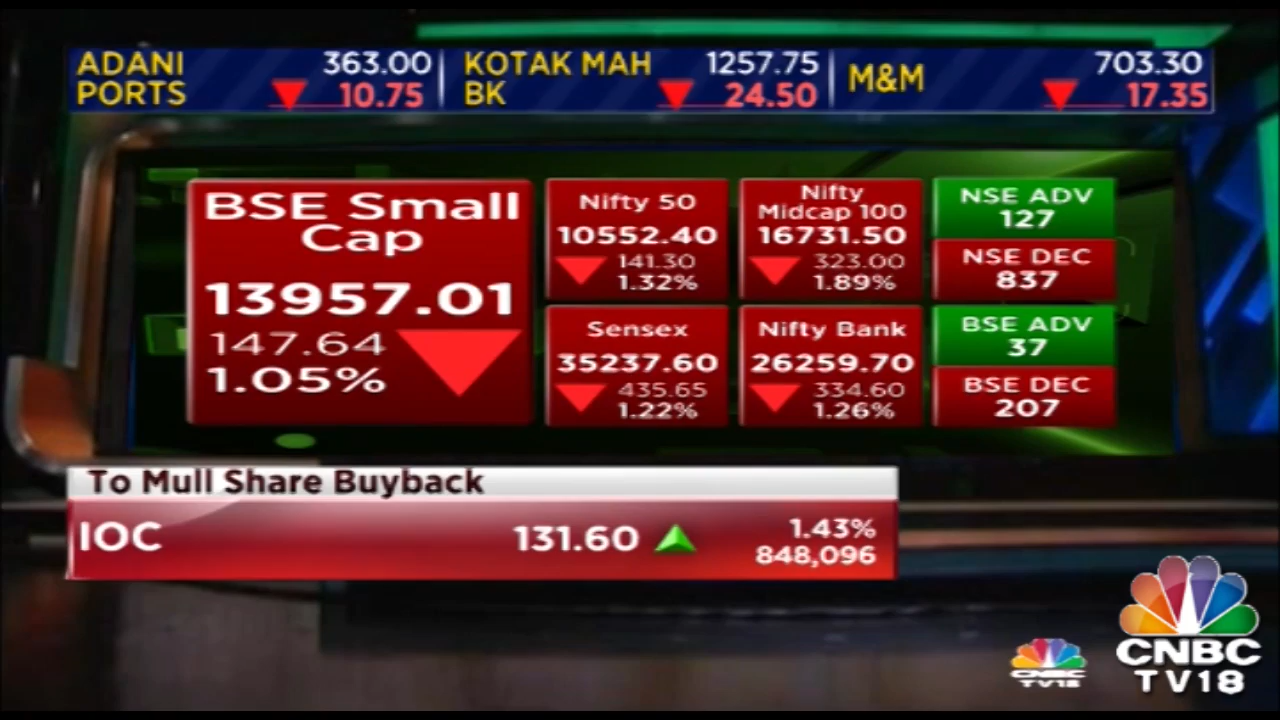 ADANI
PORTS
363.00
10.75
KOTAK MAH
BK
1257.75
24.50
M&M
703.30
17.35
BSE Small
Cap
13957.01
147.64
1.05%
Nifty 50
10552.40
141.30
1.32%
Nifty
Midcap 100
16731.50
323.00
1.89%
NSE ADV
127
NSE DEC
837
Sensex
35237.60
435.65
1.22%
Nifty Bank
26259.70
334.60
1.26%
BSE ADV
37
BSE DEC
207
To Mull Share Buyback
IOC
131.60
1.43%
848,096
CNBC
TV18
CNBC
TV18